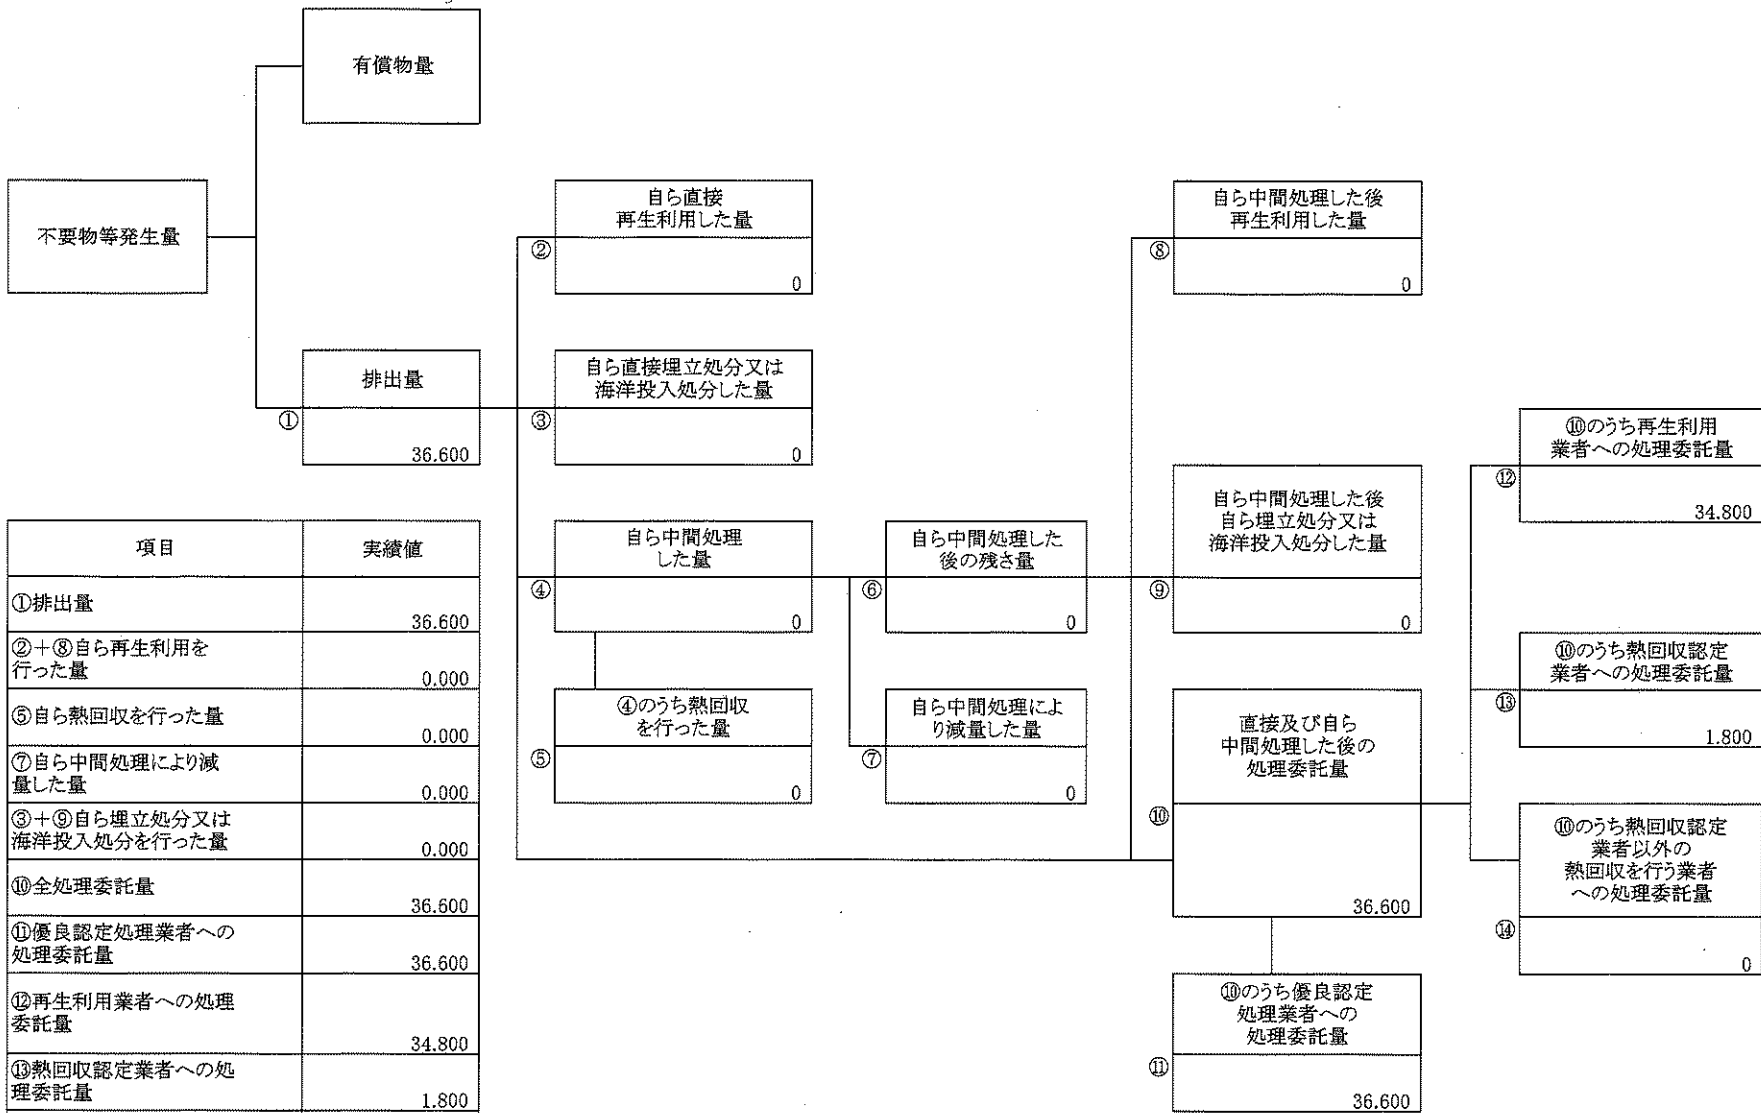 有償物量
不要物等発生量
自ら直接
再生利用した量
②
0
自ら中間処理した後
再生利用した量
⑧
0
排出量
①
36.600
自ら直接埋立処分又は
海洋投入処分した量
③
0
⑩のうち再生利用
業者への処理委託量
⑫
34.800
自ら中間処理
した量
④
0
自ら中間処理した
後の残さ量
⑥
0
自ら中間処理した後
自ら埋立処分又は
海洋投入処分した量
⑨
0
⑩のうち熱回収認定
業者への処理委託量
⑬
1.800
④のうち熱回収
を行った量
⑤
0
自ら中間処理によ
り減量した量
⑦
0
直接及び自ら
中間処理した後の
処理委託量
⑩
36.600
⑩のうち熱回収認定
業者以外の
熱回収を行う業者
への処理委託量
⑭
0
⑩のうち優良認定
処理業者への
処理委託量
⑪
36.600
項目 実績値
①排出量
36.600
②+⑧自ら再生利用を
行った量
0.000
⑤自ら熱回収を行った量
0.000
⑦自ら中間処理により減
量した量
0.000
③+⑨自ら埋立処分又は
海洋投入処分を行った量
0.000
⑩全処理委託量
36.600
⑪優良認定処理業者への
処理委託量
36.600
⑫再生利用業者への処理
委託量
34.800
⑬熱回収認定業者への処
理委託量
1.800